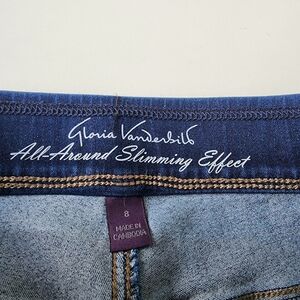 Gloria Vanderbilt
All-Around Slimming Effect
8
MADE IN
CAMBODIA